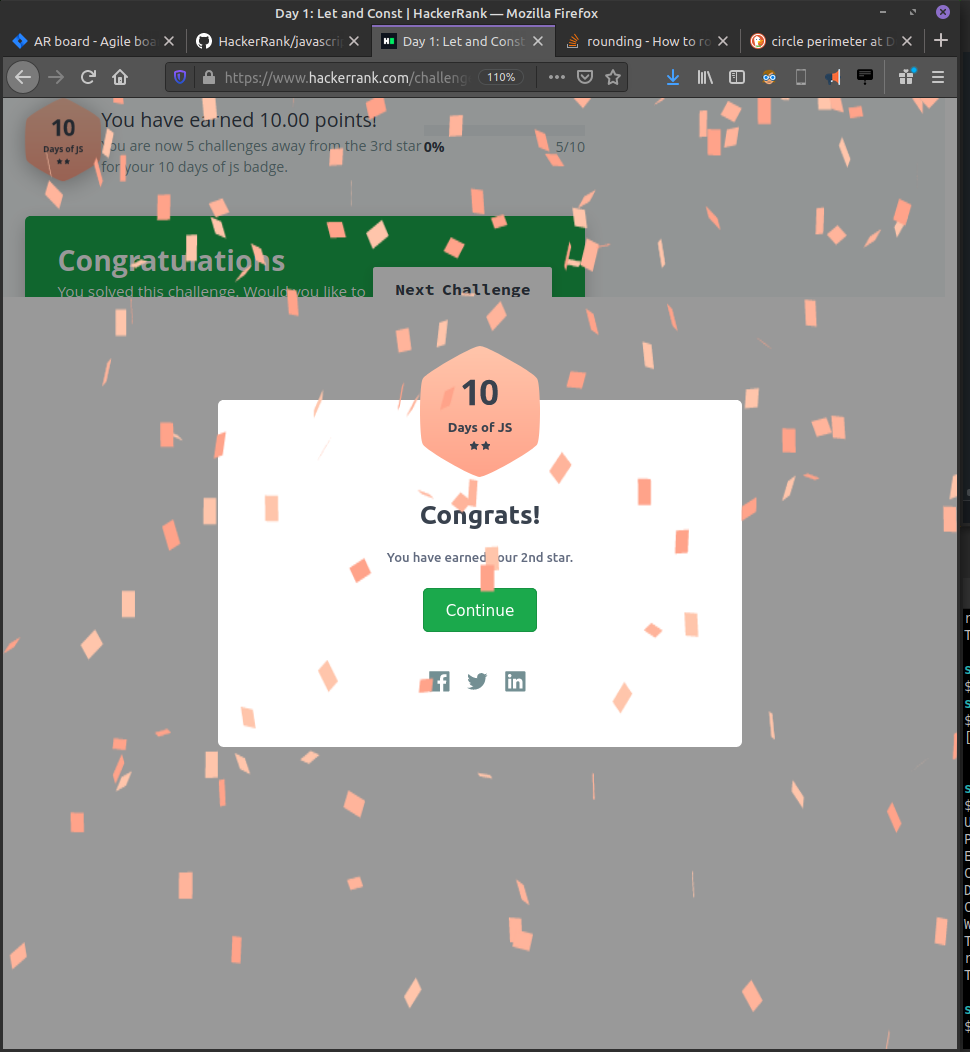 Day 1: Let and Const | HackerRank — Mozilla Firefox
AR board - Agile boa
HackerRank/javascri
Day 1: Let and Const
rounding - How to ro
circle perimeter at D
https://www.hackerrank.com/challeng
110%
10
Days of JS
You have earned 10.00 points!
You are now 5 challenges away from the 3rd star
for your 10 days of js badge.
0%
5/10
Congratulations
You solved this challenge. Would you like to
Next Challenge
10
Days of JS
Congrats!
You have earned your 2nd star.
Continue